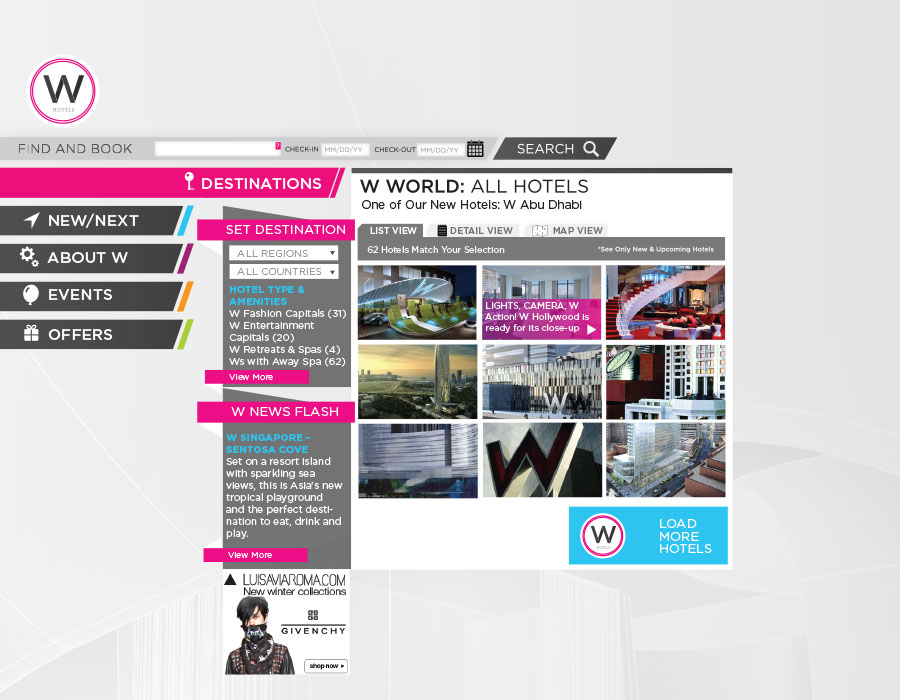 W
HOTELS
FIND AND BOOK
?
CHECK-IN
MM/DD/YY
CHECK-OUT
MM/DD/YY
SEARCH
DESTINATIONS
NEW/NEXT
ABOUT W
EVENTS
OFFERS
SET DESTINATION
ALL REGIONS
ALL COUNTRIES
HOTEL TYPE &
AMENITIES
W Fashion Capitals (31)
W Entertainment
Capitals (20)
W Retreats & Spas (4)
Ws with Away Spa (62)
View More
W NEWS FLASH
W SINGAPORE –
SENTOSA COVE
Set on a resort island
with sparkling sea
views, this is Asia's new
tropical playground
and the perfect desti-
nation to eat, drink and
play.
View More
LUISAVIAROMA.COM
New winter collections
GIVENCHY
shop now
W WORLD: ALL HOTELS
One of Our New Hotels: W Abu Dhabi
LIST VIEW
DETAIL VIEW
MAP VIEW
62 Hotels Match Your Selection
*See Only New & Upcoming Hotels
LIGHTS, CAMERA, W
Action! W Hollywood is
ready for its close-up
W
W
W
HOTELS
LOAD
MORE
HOTELS